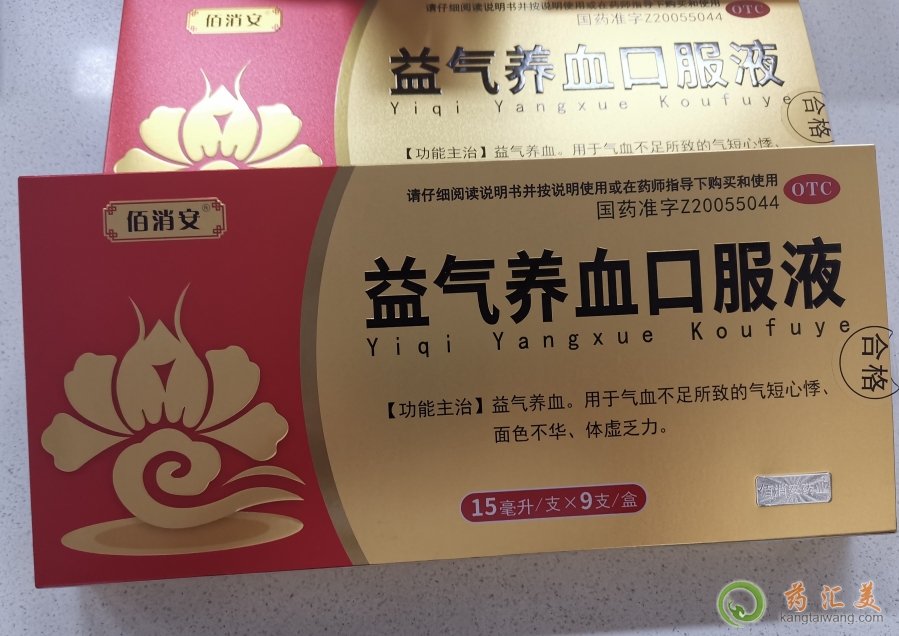 佰消安
请仔细阅读说明书并按说明使用或在药师指导下购买和使用
国药准字Z20055044
OTC
益气养血口服液
Yiqi Yangxue Koufuye
合格
【功能主治】益气养血。用于气血不足所致的气短心悸、
佰消安®
请仔细阅读说明书并按说明使用或在药师指导下购买和使用
国药准字Z20055044
OTC
益气养血口服液
Yiqi Yangxue Koufuye
合格
【功能主治】益气养血。用于气血不足所致的气短心悸、
面色不华、体虚乏力。
15毫升/支×9支/盒
佰消安药业
药汇美
kangtaiwang.com